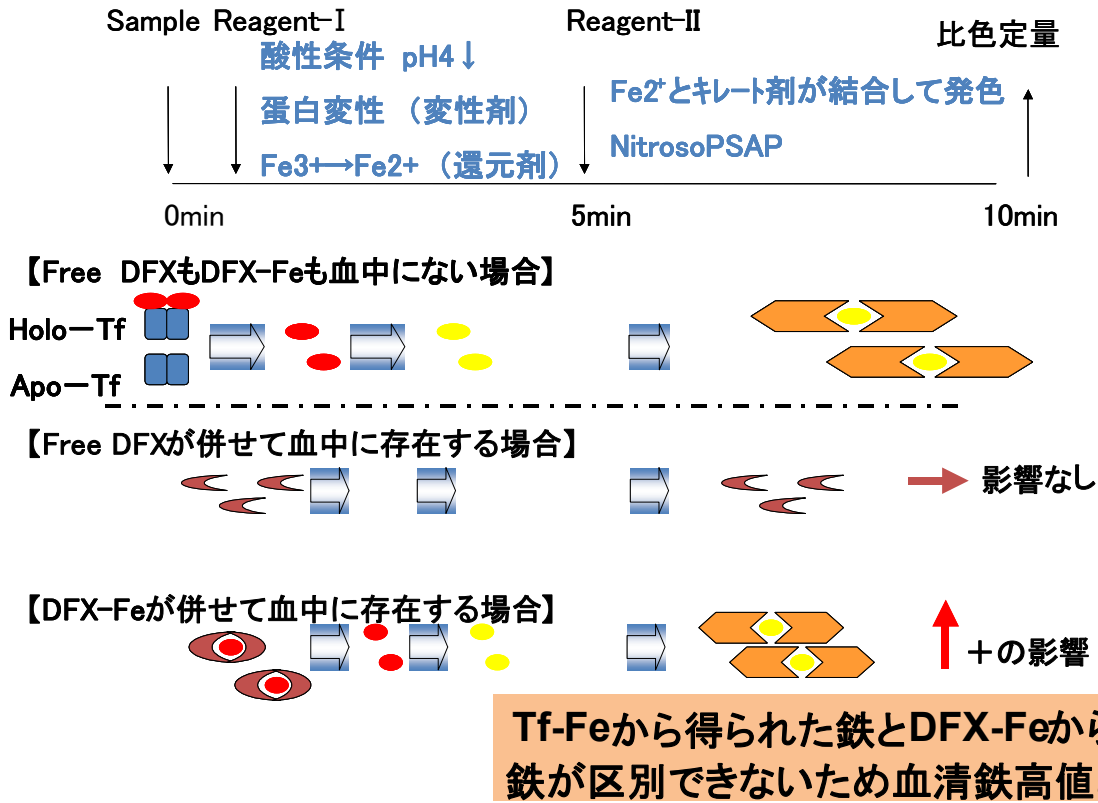 Sample Reagent-Ⅰ
Reagent-Ⅱ
比色定量
酸性条件 pH4↓
蛋白変性 （変性剤）
Fe3+→Fe2+ （還元剤）
Fe2+とキレート剤が結合して発色
NitrosoPSAP
0min
5min
10min
【Free DFXもDFX-Feも血中にない場合】
Holo－Tf
Apo－Tf
【Free DFXが併せて血中に存在する場合】
影響なし
【DFX-Feが併せて血中に存在する場合】
＋の影響
Tf-Feから得られた鉄とDFX-Feから
鉄が区別できないため血清鉄高値